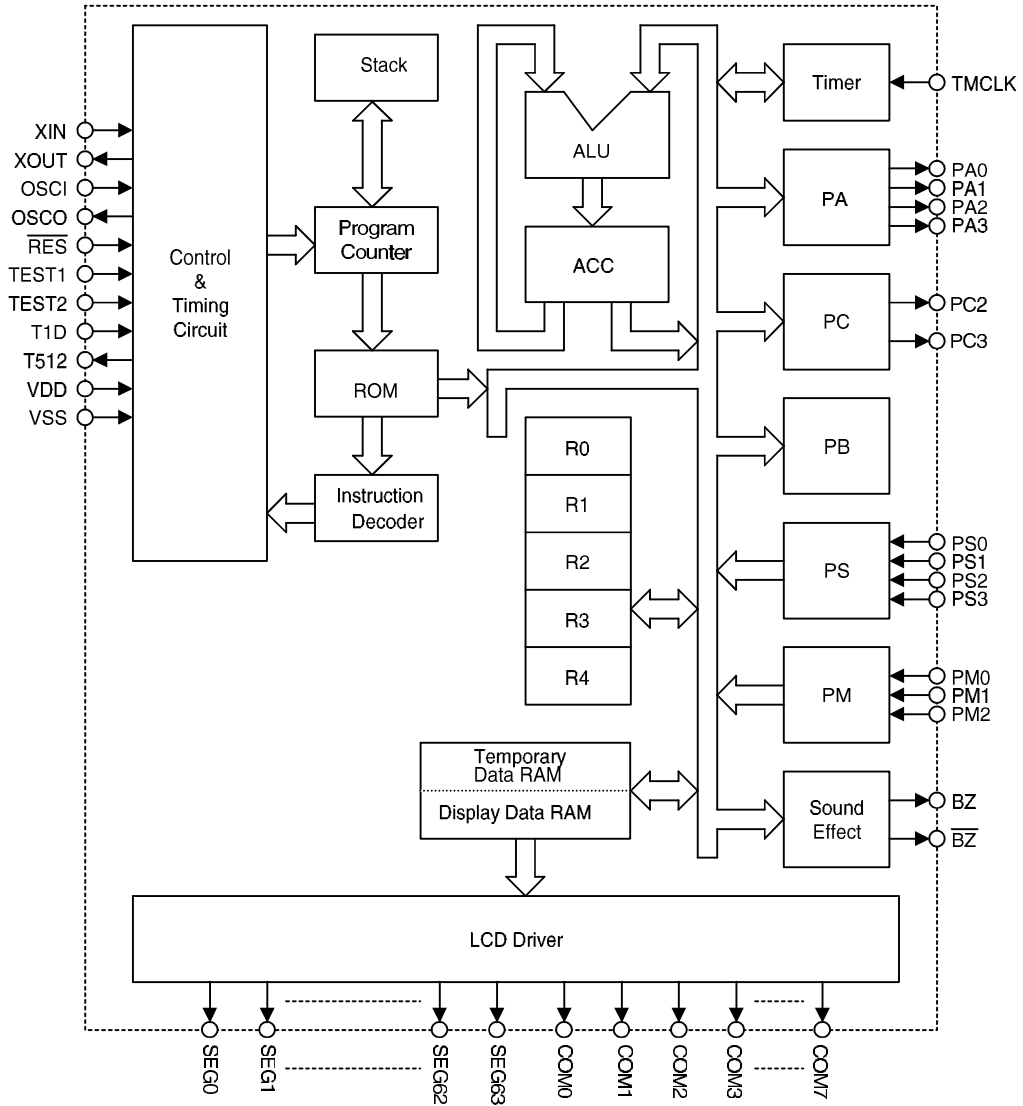 Stack
Timer
TMCLK
XIN
XOUT
OSCI
OSCO
RES
TEST1
TEST2
T1D
T512
VDD
VSS
Control
&
Timing
Circuit
Program
Counter
ROM
Instruction
Decoder
ALU
ACC
R0
R1
R2
R3
R4
Temporary
Data RAM
Display Data RAM
PA
PA0
PA1
PA2
PA3
PC
PC2
PC3
PB
PS
PS0
PS1
PS2
PS3
PM
PM0
PM1
PM2
Sound
Effect
BZ
BZ
LCD Driver
SEG0
SEG1
SEG62
SEG63
COM0
COM1
COM2
COM3
COM7